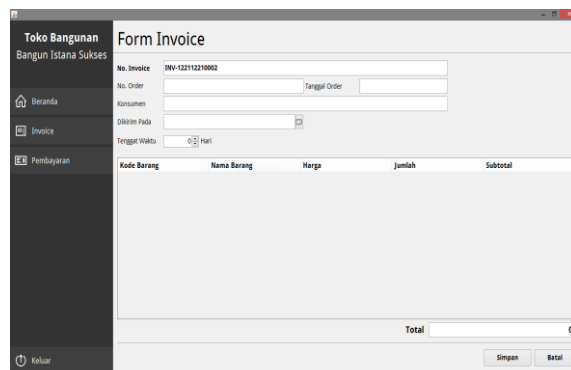 Toko Bangunan
Bangun Istana Sukses
Beranda
Invoice
Pembayaran
Keluar
Form Invoice
No. Invoice INV-122112210002
No. Order Tanggal Order
Konsumen
Dikirim Pada
Tenggat Waktu 0 Hari
Kode Barang Nama Barang Harga Jumlah Subtotal
Total 0
Simpan Batal